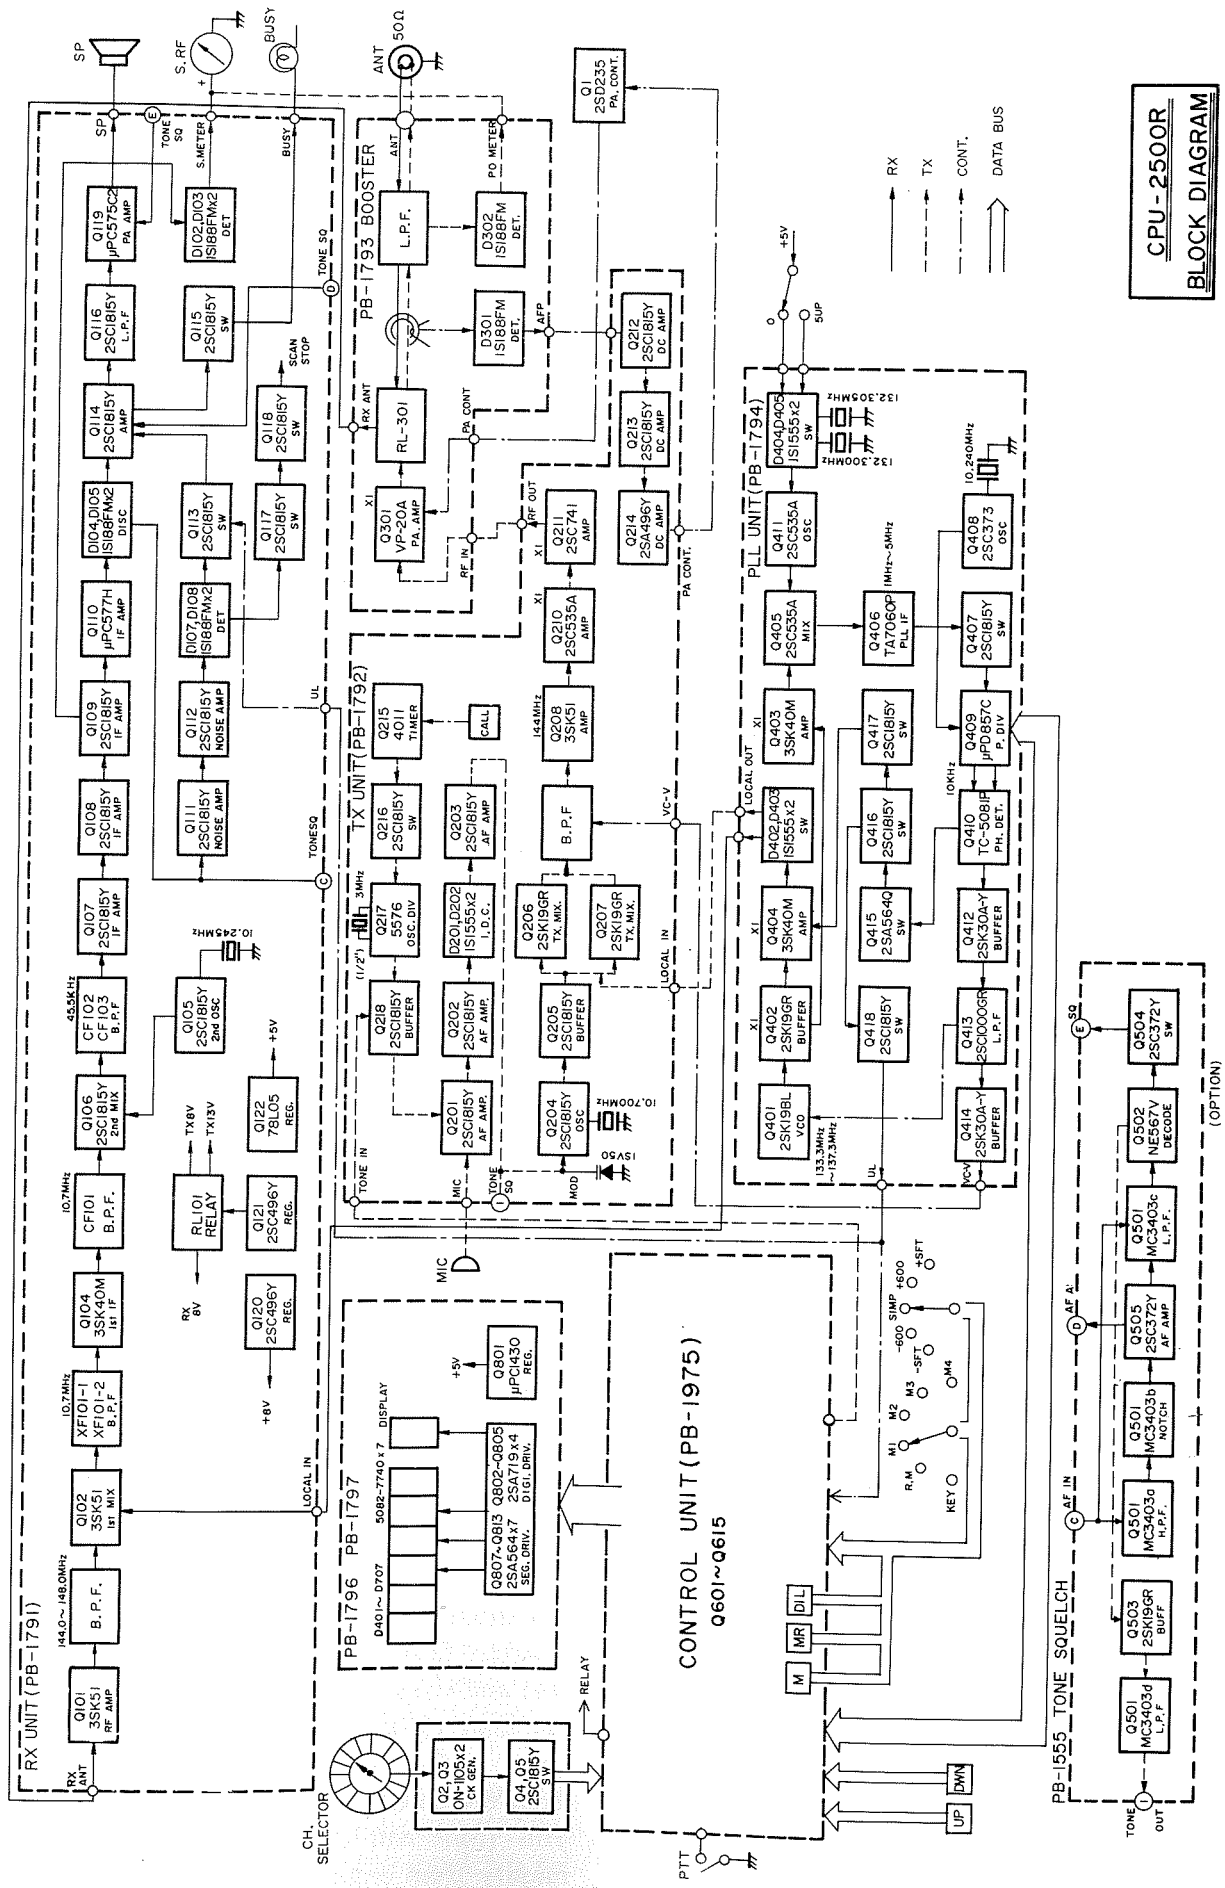 RX UNIT(PB-1791)
RX
ANT
Q101
3SK51
RF AMP
144.0~148.0MHz
B.P.F.
Q102
3SK51
1st MIX
10.7MHz
XF101-1
XF101-2
B.P.F
Q104
3SK40M
1st IF
10.7MHz
CF101
B.P.F.
Q106
2SC1815Y
2nd MIX
455KHz
CF102
CF103
B.P.F
Q107
2SC1815Y
IF AMP
Q108
2SC1815Y
IF AMP
Q109
2SC1815Y
IF AMP
Q110
µPC577H
IF AMP
D104,D105
1S188FMx2
DISC
Q114
2SC1815Y
AMP
Q116
2SC1815Y
L.P.F
Q119
µPC575C2
PA AMP
SP
SP
E
TONE
SQ
Q105
2SC1815Y
2nd OSC
10.245MHz
Q111
2SC1815Y
NOISE AMP
Q112
2SC1815Y
NOISE AMP
D107,D108
1S188FMx2
DET
Q113
2SC1815Y
SW
Q115
2SC1815Y
SW
D102,D103
1S188FMx2
DET
S.METER
S.RF
+
Q117
2SC1815Y
SW
Q118
2SC1815Y
SW
SCAN
STOP
BUSY
BUSY
RX
8V
RL101
RELAY
TX8V
TX13V
Q120
2SC496Y
REG.
+8V
Q121
2SC496Y
REG.
Q122
78L05
REG.
+5V
LOCAL IN
TONESQ
C
UL
D
TONE SQ
PB-1793 BOOSTER
RX ANT
X1
Q301
VP-20A
PA. AMP
RL-301
L.P.F.
ANT
ANT
50Ω
D301
1S188FM
DET.
D302
1S188FM
DET.
PO METER
AFP
RF IN
PA CONT
Q1
2SD235
PA. CONT.
TX UNIT(PB-1792)
TONE IN
(1/2")
3MHz
Q218
2SC1815Y
BUFFER
Q217
5576
OSC. DIV
Q216
2SC1815Y
SW
Q215
4011
TIMER
CALL
MIC
MIC
I
TONE
SQ
Q201
2SC1815Y
AF AMP.
Q202
2SC1815Y
AF AMP.
D201,D202
1S1555x2
I.D.C.
Q203
2SC1815Y
AF AMP
MOD
1SV50
Q204
2SC1815Y
OSC
10.700MHz
Q205
2SC1815Y
BUFFER
Q206
2SK19GR
TX. MIX.
Q207
2SK19GR
TX. MIX.
B.P.F
144MHz
Q208
3SK51
AMP
X1
Q210
2SC535A
AMP
X1
Q211
2SC741
AMP
RF OUT
LOCAL IN
VC-V
Q214
2SA496Y
DC AMP
Q213
2SC1815Y
DC AMP
Q212
2SC1815Y
DC AMP
PA CONT.
PLL UNIT(PB-1794)
Q401
2SK19BL
VCO
133.3MHz
~137.3MHz
X1
Q402
2SK19GR
BUFFER
X1
Q404
3SK40M
AMP
D402,D403
1S1555x2
SW
LOCAL OUT
X1
Q403
3SK40M
AMP
Q405
2SC535A
MIX
Q411
2SC535A
OSC
D404,D405
1S1555x2
SW
132.300MHz
132.305MHz
0
5UP
+5V
Q418
2SC1815Y
SW
Q415
2SA564Q
SW
Q416
2SC1815Y
SW
Q417
2SC1815Y
SW
Q406
TA7060P
PLL IF
1MHz~5MHz
UL
VC-V
Q414
2SK30A-Y
BUFFER
Q413
2SC1000GR
L.P.F
Q412
2SK30A-Y
BUFFER
Q410
TC-5081P
PH. DET.
10KHz
Q409
µPD857C
P. DIV
Q407
2SC1815Y
SW
Q408
2SC373
OSC
10.240MHz
RX
TX
CONT.
DATA BUS
CPU-2500R
BLOCK DIAGRAM
PB-1796 PB-1797
D401~D707
5082-7740x7
DISPLAY
Q807~Q813
2SA564x7
SEG. DRIV.
Q802-Q805
2SA719x4
DIGI. DRIV.
+5V
Q801
µPC1430
REG.
CH.
SELECTOR
Q2,Q3
ON-1105x2
CK GEN.
Q4,Q5
2SC1815Y
SW
RELAY
CONTROL UNIT(PB-1975)
Q601~Q615
PTT
UP
DWN
M
MR
DIL
KEY
R,M
M1
M2
M3
M4
-SFT
-600
SIMP
+600
+SFT
PB-1555 TONE SQUELCH
(OPTION)
TONE
OUT
I
Q501
MC3403d
L.P.F
Q503
2SK19GR
BUFF
C
AF IN
Q501
MC3403a
H.P.F.
Q501
MC3403b
NOTCH
D
AF A'
Q505
2SC372Y
AF AMP
Q501
MC3403c
L.P.F.
Q502
NE567V
DECODE
E
SQ
Q504
2SC372Y
SW